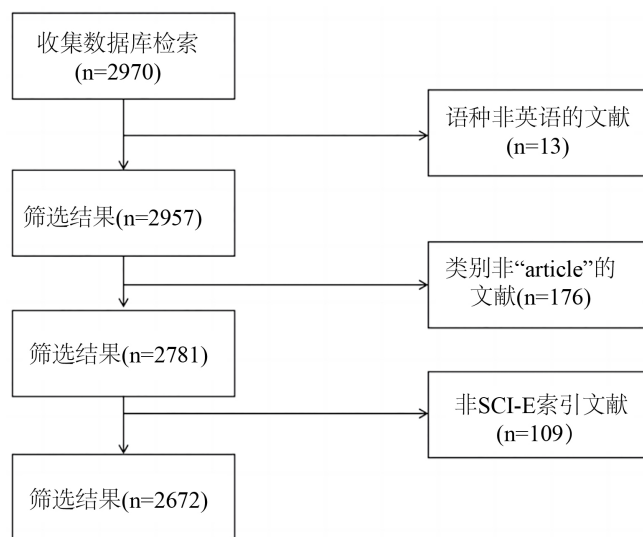 收集数据库检索
(n=2970)
语种非英语的文献
(n=13)
筛选结果(n=2957)
类别非“article”的
文献(n=176)
筛选结果(n=2781)
非SCI-E索引文献
(n=109）
筛选结果(n=2672)